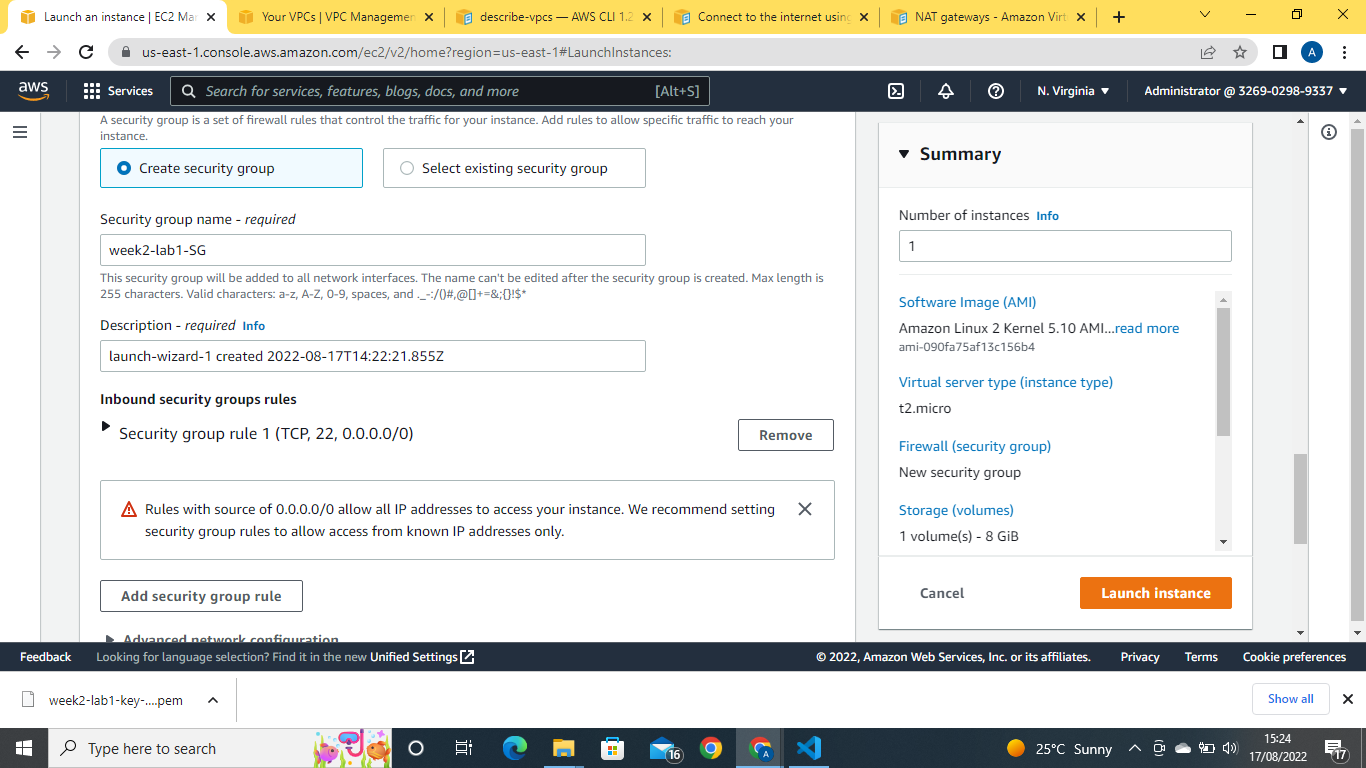 Launch an instance | EC2 Ma
Your VPCs | VPC Managemen
describe-vpcs — AWS CLI 1.2
Connect to the internet using
NAT gateways - Amazon Virt
us-east-1.console.aws.amazon.com/ec2/v2/home?region=us-east-1#LaunchInstances:
A
aws
Services
Search for services, features, blogs, docs, and more
[Alt+S]
N. Virginia
Administrator @ 3269-0298-9337
A security group is a set of firewall rules that control the traffic for your instance. Add rules to allow specific traffic to reach your
instance.
Create security group
Select existing security group
Security group name - required
week2-lab1-SG
This security group will be added to all network interfaces. The name can't be edited after the security group is created. Max length is
255 characters. Valid characters: a-z, A-Z, 0-9, spaces, and ._-:/()#,@[]+=&;{}!$*
Description - required Info
launch-wizard-1 created 2022-08-17T14:22:21.855Z
Inbound security groups rules
Security group rule 1 (TCP, 22, 0.0.0.0/0)
Remove
Rules with source of 0.0.0.0/0 allow all IP addresses to access your instance. We recommend setting
security group rules to allow access from known IP addresses only.
Add security group rule
Advanced network configuration
Summary
Number of instances Info
1
Software Image (AMI)
Amazon Linux 2 Kernel 5.10 AMI...read more
ami-090fa75af13c156b4
Virtual server type (instance type)
t2.micro
Firewall (security group)
New security group
Storage (volumes)
1 volume(s) - 8 GiB
Cancel
Launch instance
Feedback
Looking for language selection? Find it in the new Unified Settings
© 2022, Amazon Web Services, Inc. or its affiliates.
Privacy
Terms
Cookie preferences
week2-lab1-key-....pem
Show all
Type here to search
16
A
25°C Sunny
15:24
17/08/2022
17